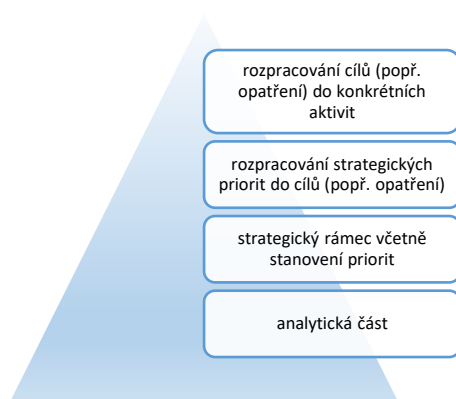 rozpracování cílů (popř.
opatření) do konkrétních
aktivit
rozpracování strategických
priorit do cílů (popř. opatření)
strategický rámec včetně
stanovení priorit
analytická část